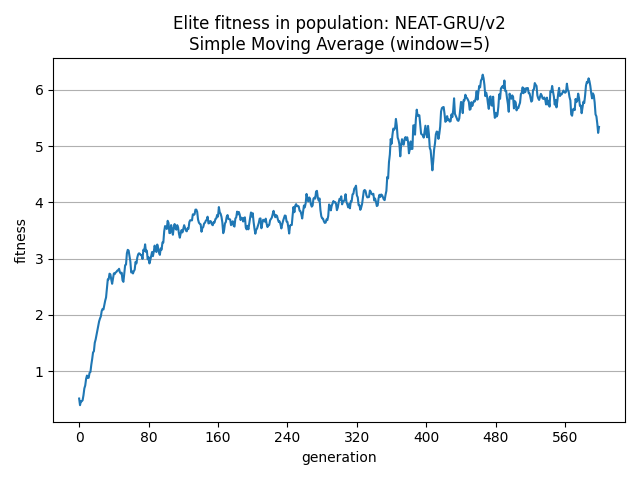 Elite fitness in population: NEAT-GRU/v2
Simple Moving Average (window=5)
fitness
6
5
4
3
2
1
0 80 160 240 320 400 480 560
generation